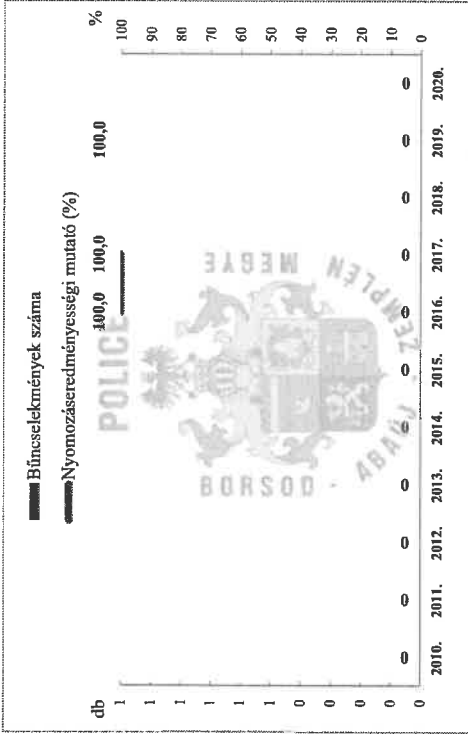 Bűncselekmények száma
Nyomozáseredményességi mutató (%)
db
%
100,0 100,0 100,0
1
1
1
1
0
0
0
0
0
0
0
100
90
80
70
60
50
40
30
20
10
0
0 0 0 0 0 0 0 0 0 0 0
2010. 2011. 2012. 2013. 2014. 2015. 2016. 2017. 2018. 2019. 2020.
POLICE
BORSOD - ABAÚJ - ZEMPLÉN MEGYE